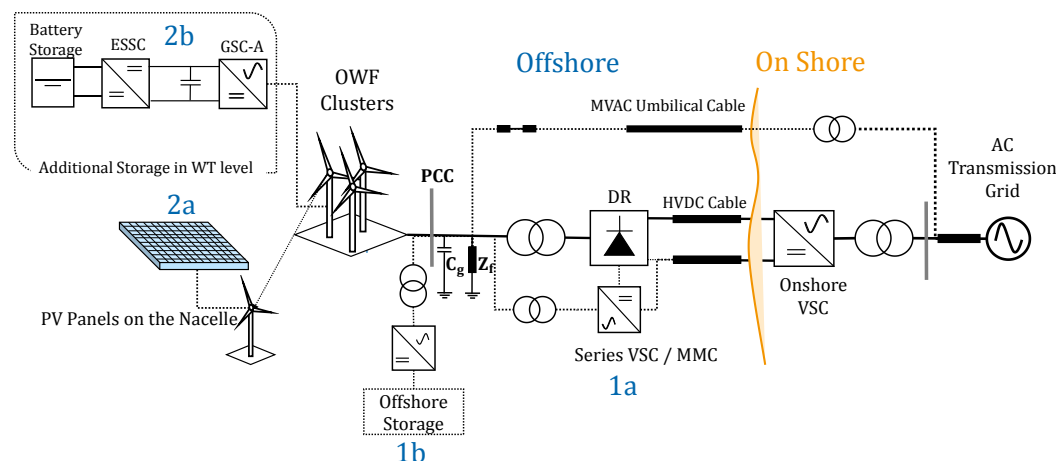 Battery
Storage
ESSC
2b
GSC-A
Additional Storage in WT level
OWF
Clusters
Offshore
On Shore
MVAC Umbilical Cable
AC
Transmission
Grid
PCC
DR
HVDC Cable
2a
C_g
Z_f
Onshore
VSC
PV Panels on the Nacelle
Series VSC / MMC
1a
Offshore
Storage
1b